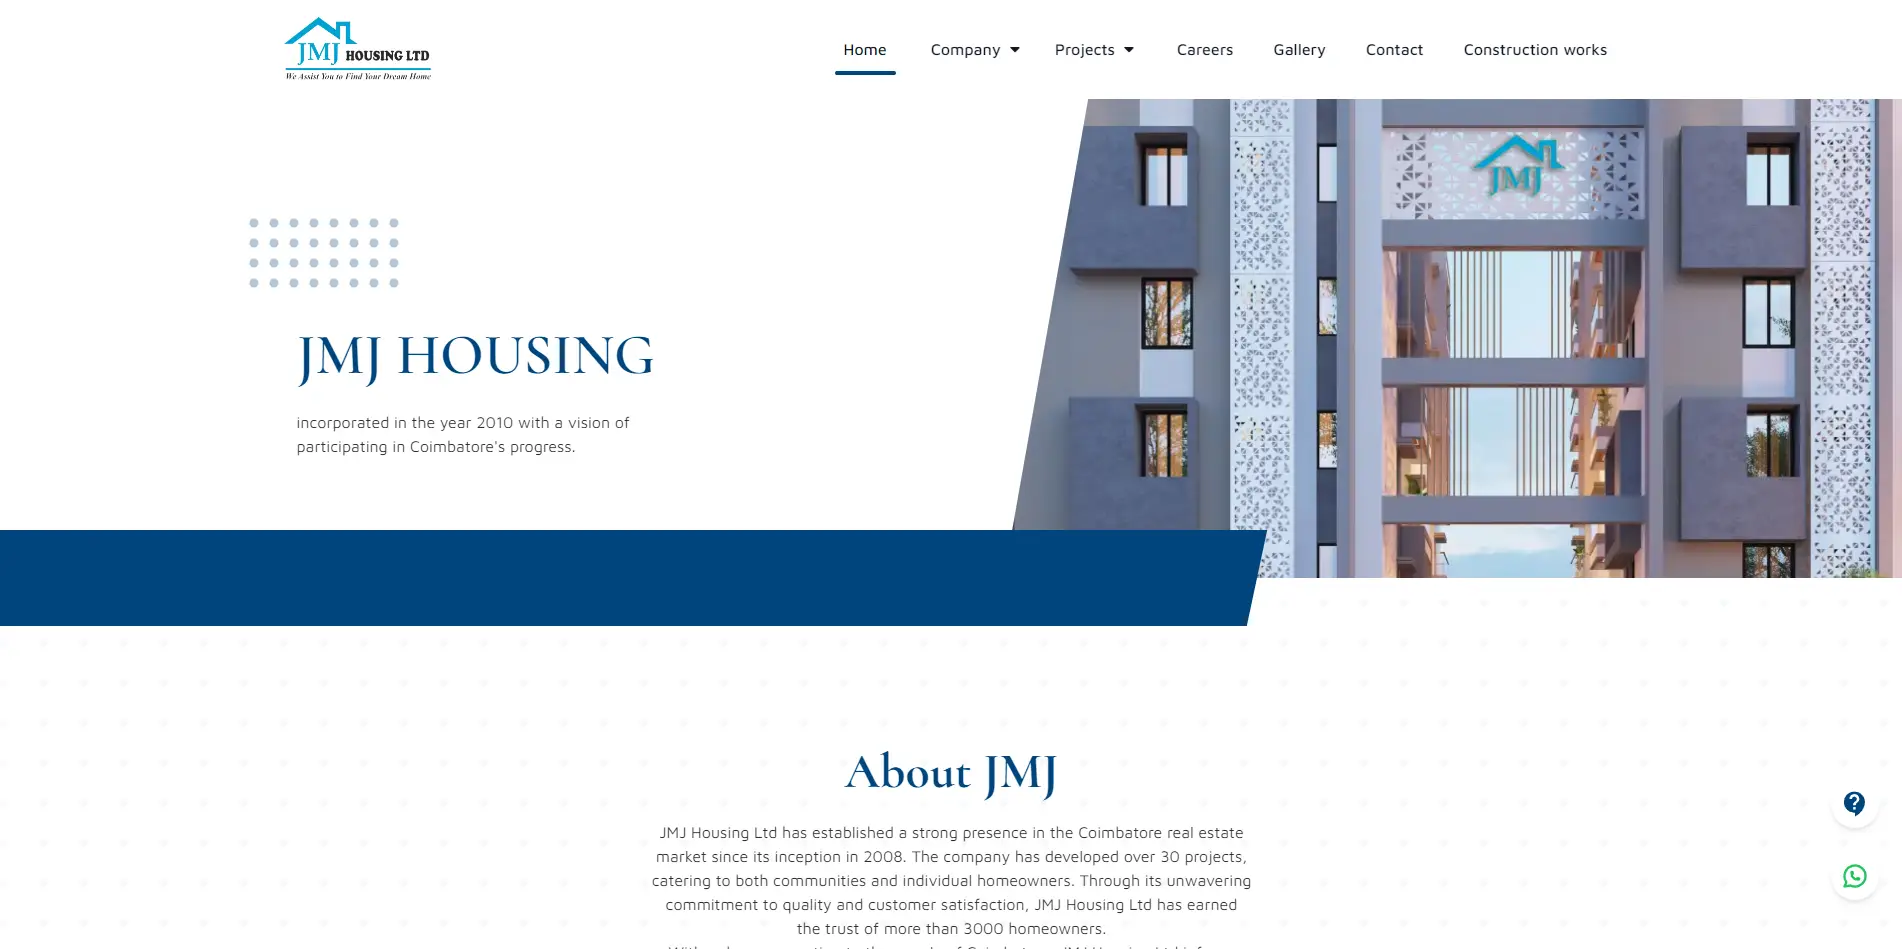 JMJ HOUSING LTD
We Assist You to Find Your Dream Home
Home Company Projects Careers Gallery Contact Construction works
JMJ
JMJ HOUSING
incorporated in the year 2010 with a vision of
participating in Coimbatore's progress.
About JMJ
JMJ Housing Ltd has established a strong presence in the Coimbatore real estate
market since its inception in 2008. The company has developed over 30 projects,
catering to both communities and individual homeowners. Through its unwavering
commitment to quality and customer satisfaction, JMJ Housing Ltd has earned
the trust of more than 3000 homeowners.